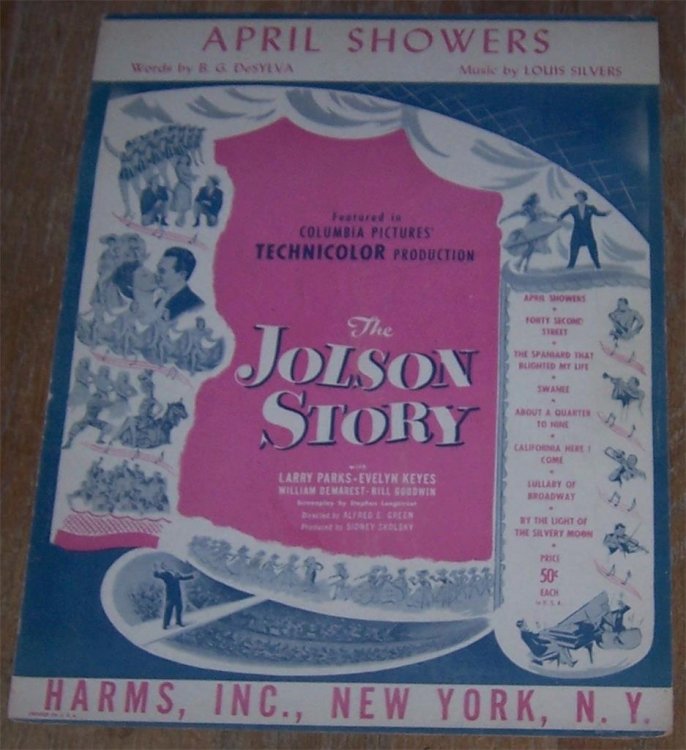 APRIL SHOWERS
Words by B. G. DeSYLVA
Music by LOUIS SILVERS
Featured in
COLUMBIA PICTURES'
TECHNICOLOR PRODUCTION
The
JOLSON
STORY
with
LARRY PARKS - EVELYN KEYES
WILLIAM DEMAREST - BILL GOODWIN
Screenplay by Stephen Longstreet
Directed by ALFRED E. GREEN
Produced by SIDNEY SKOLSKY
APRIL SHOWERS
FORTY SECOND
STREET
THE SPANIARD THAT
BLIGHTED MY LIFE
SWANEE
ABOUT A QUARTER
TO NINE
CALIFORNIA HERE I
COME
LULLABY OF
BROADWAY
BY THE LIGHT OF
THE SILVERY MOON
PRICE
50¢
EACH
in U. S. A.
HARMS, INC., NEW YORK, N. Y.